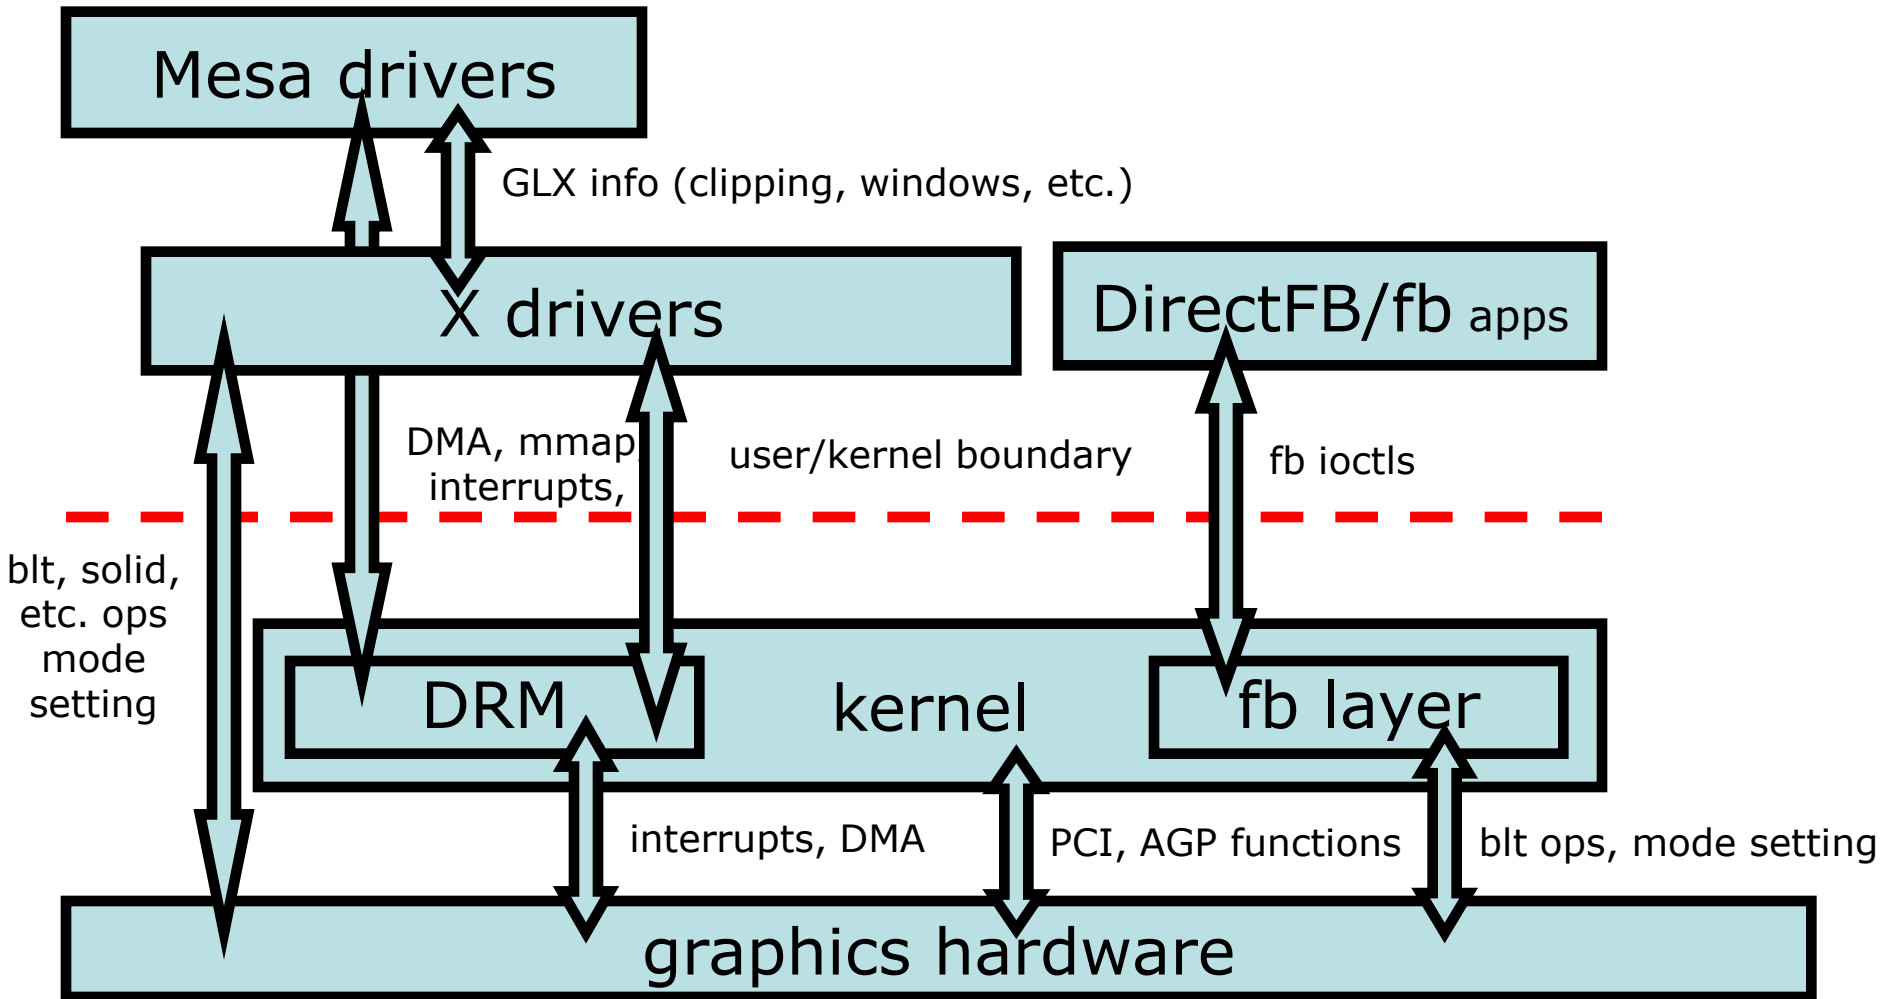 Mesa drivers
GLX info (clipping, windows, etc.)
X drivers
DirectFB/fb apps
DMA, mmap,
interrupts,
user/kernel boundary
fb ioctls
blt, solid,
etc. ops
mode
setting
DRM
kernel
fb layer
interrupts, DMA
PCI, AGP functions
blt ops, mode setting
graphics hardware